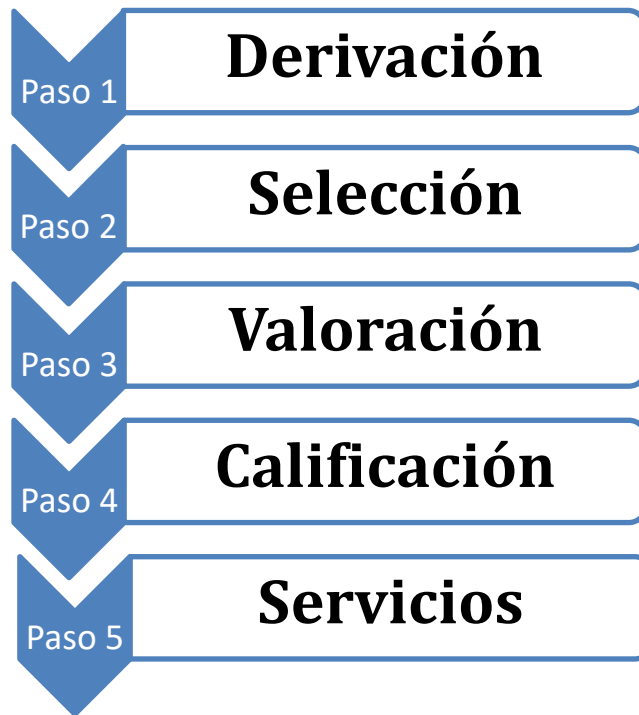 Paso 1
Derivación
Paso 2
Selección
Paso 3
Valoración
Paso 4
Calificación
Paso 5
Servicios